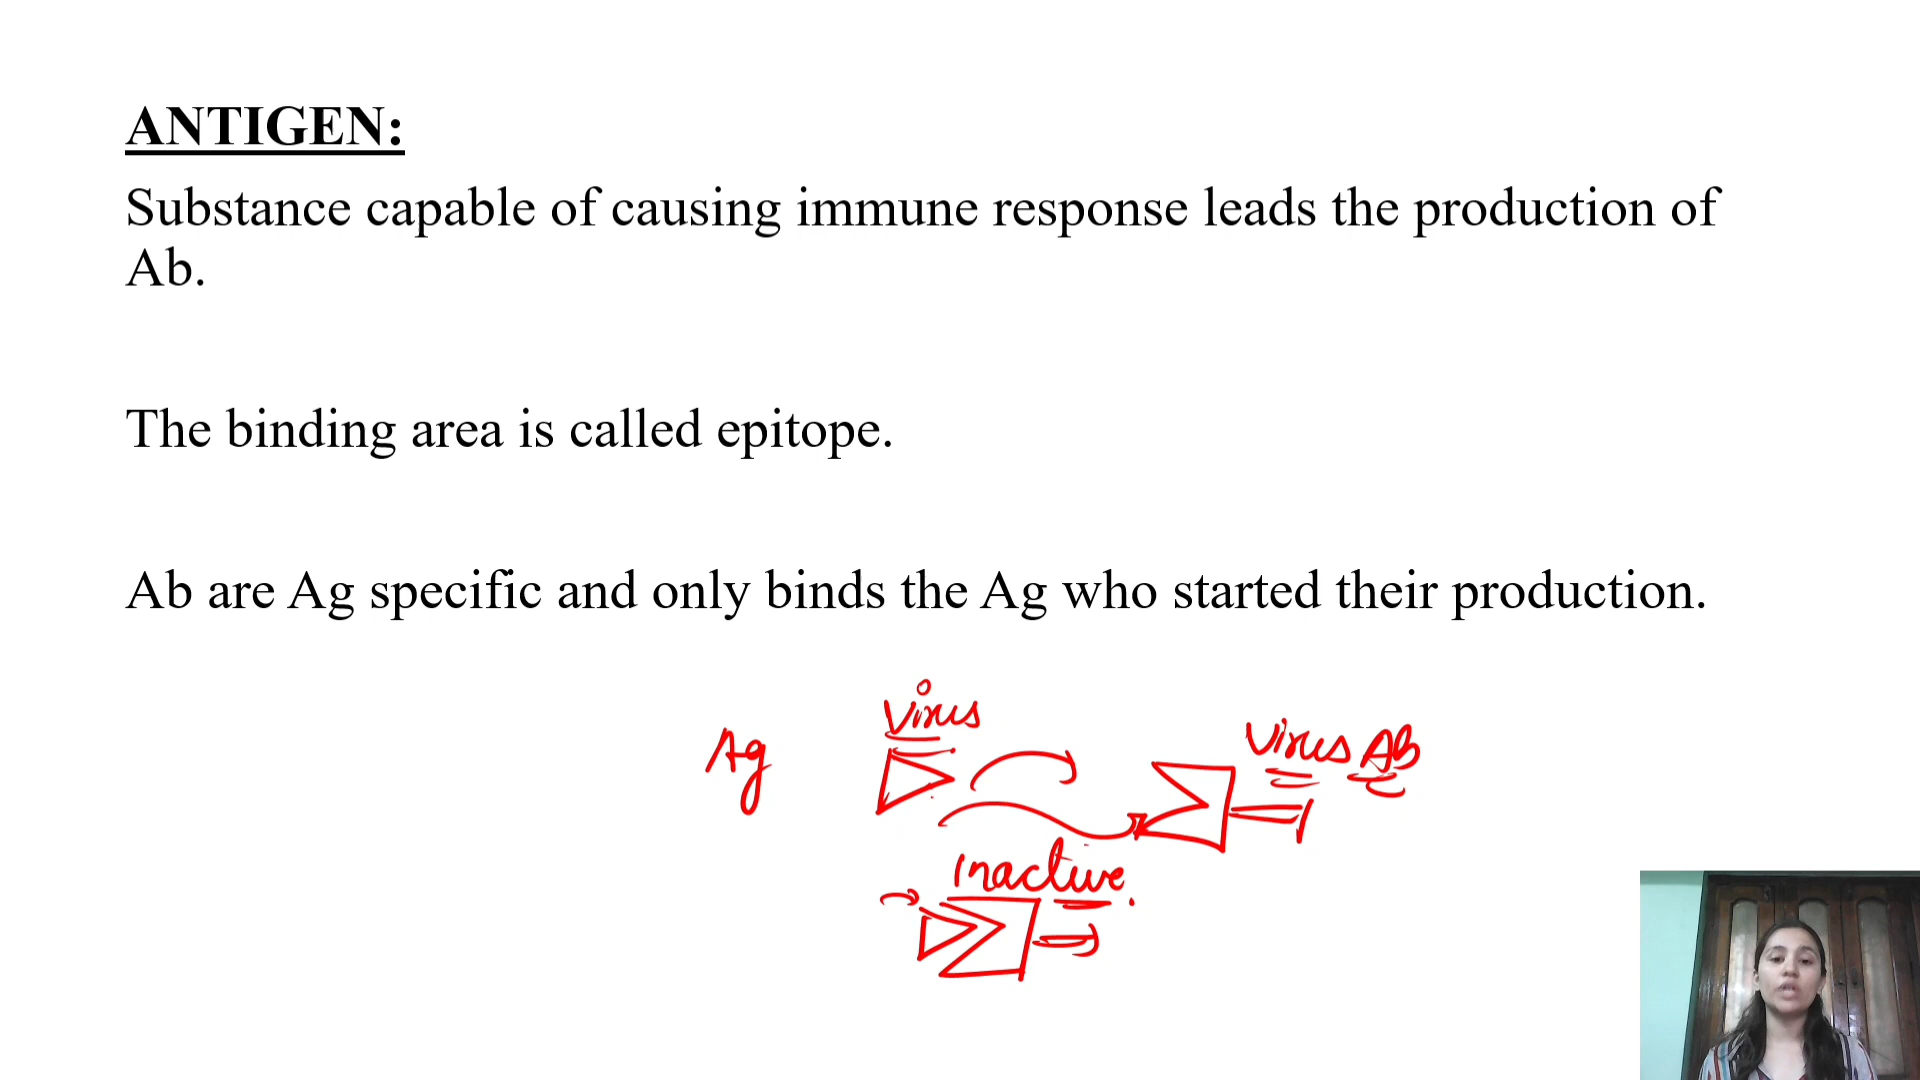 ANTIGEN:
Substance capable of causing immune response leads the production of
Ab.
The binding area is called epitope.
Ab are Ag specific and only binds the Ag who started their production.
Virus
Ag
Virus Ab
Inactive.